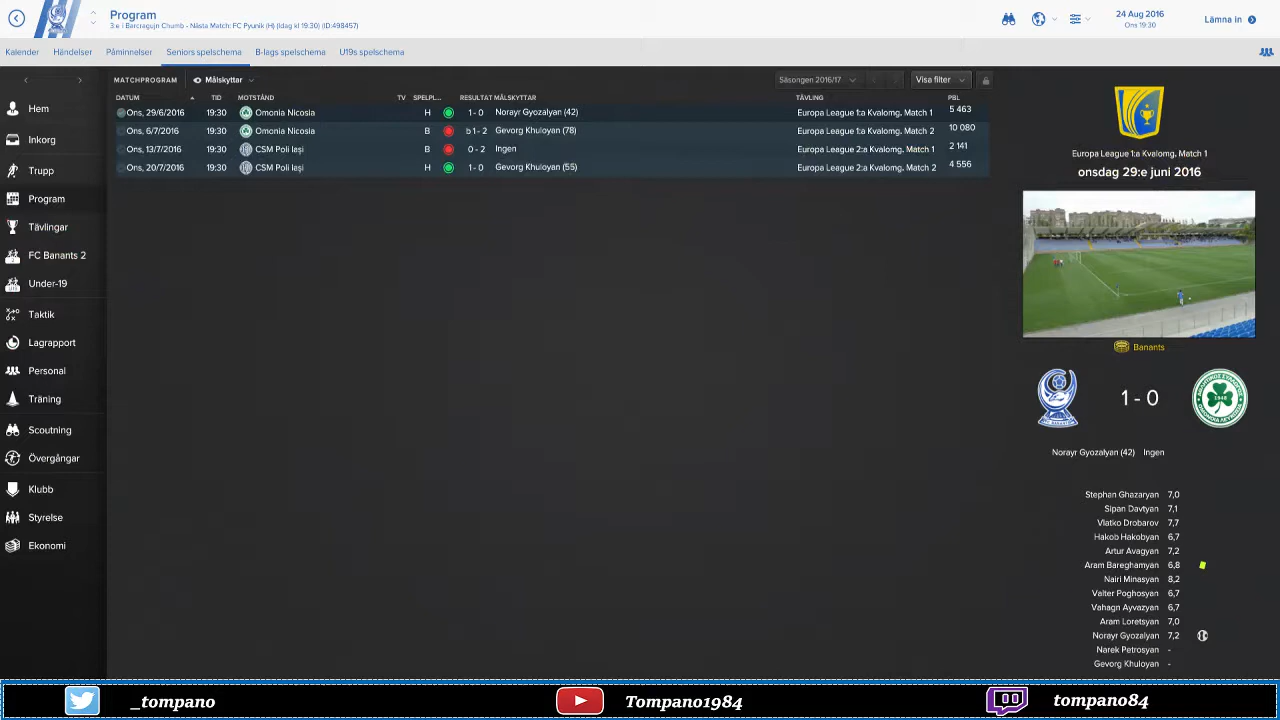 Program
3:e i Bərcragujn Chumb - Nästa Match: FC Pyunik (H) (Idag kl 19:30) (ID:498457)
24 Aug 2016
Ons 19:30
Lämna in
Kalender Händelser Påminnelser Seniors spelschema B-lags spelschema U19s spelschema
MATCHPROGRAM Målskyttar Säsongen 2016/17 Visa filter
DATUM TID MOTSTÅND TV SPELPL... RESULTAT MÅLSKYTTAR TÄVLING PBL
Ons, 29/6/2016 19:30 Omonia Nicosia H 1 - 0 Norayr Gyozalyan (42) Europa League 1:a Kvalomg, Match 1 5 463
Ons, 6/7/2016 19:30 Omonia Nicosia B b 1 - 2 Gevorg Khuloyan (78) Europa League 1:a Kvalomg, Match 2 10 080
Ons, 13/7/2016 19:30 CSM Poli Iaşi B 0 - 2 Ingen Europa League 2:a Kvalomg, Match 1 2 141
Ons, 20/7/2016 19:30 CSM Poli Iaşi H 1 - 0 Gevorg Khuloyan (55) Europa League 2:a Kvalomg, Match 2 4 556
Hem
Inkorg
Trupp
Program
Tävlingar
FC Banants 2
Under-19
Taktik
Lagrapport
Personal
Träning
Scoutning
Övergångar
Klubb
Styrelse
Ekonomi
Europa League 1:a Kvalomg, Match 1
onsdag 29:e juni 2016
Banants
1 - 0
Norayr Gyozalyan (42) Ingen
Stephan Ghazaryan 7,0
Sipan Davtyan 7,1
Vlatko Drobarov 7,7
Hakob Hakobyan 6,7
Artur Avagyan 7,2
Aram Bareghamyan 6,8
Nairi Minasyan 8,2
Valter Poghosyan 6,7
Vahagn Ayvazyan 6,7
Aram Loretsyan 7,0
Norayr Gyozalyan 7,2
Narek Petrosyan -
Gevorg Khuloyan -
_tompano Tompano1984 tompano84